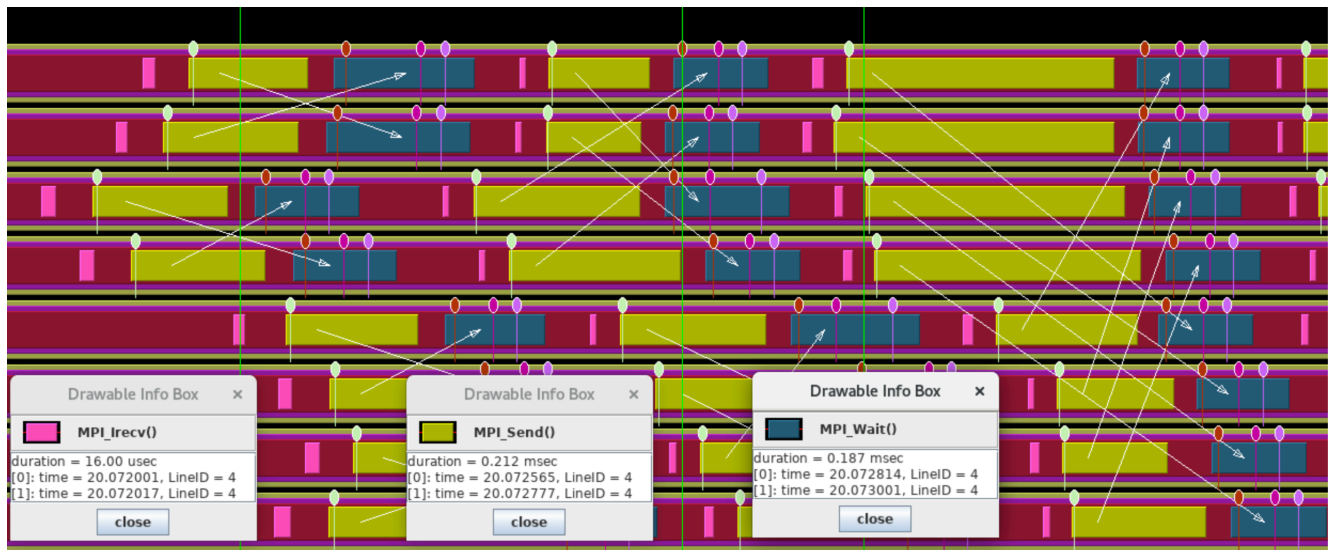 Drawable Info Box ×
MPI_Irecv()
duration = 16.00 usec
[0]: time = 20.072001, LineID = 4
[1]: time = 20.072017, LineID = 4
close
Drawable Info Box ×
MPI_Send()
duration = 0.212 msec
[0]: time = 20.072565, LineID = 4
[1]: time = 20.072777, LineID = 4
close
Drawable Info Box ×
MPI_Wait()
duration = 0.187 msec
[0]: time = 20.072814, LineID = 4
[1]: time = 20.073001, LineID = 4
close